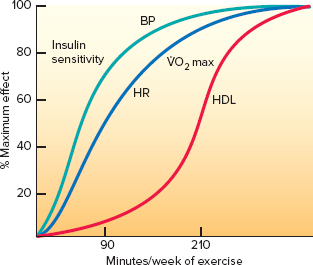 100
BP
Insulin
sensitivity
80
V̇O2 max
% Maximum effect
60
HR
HDL
40
20
90
210
Minutes/week of exercise